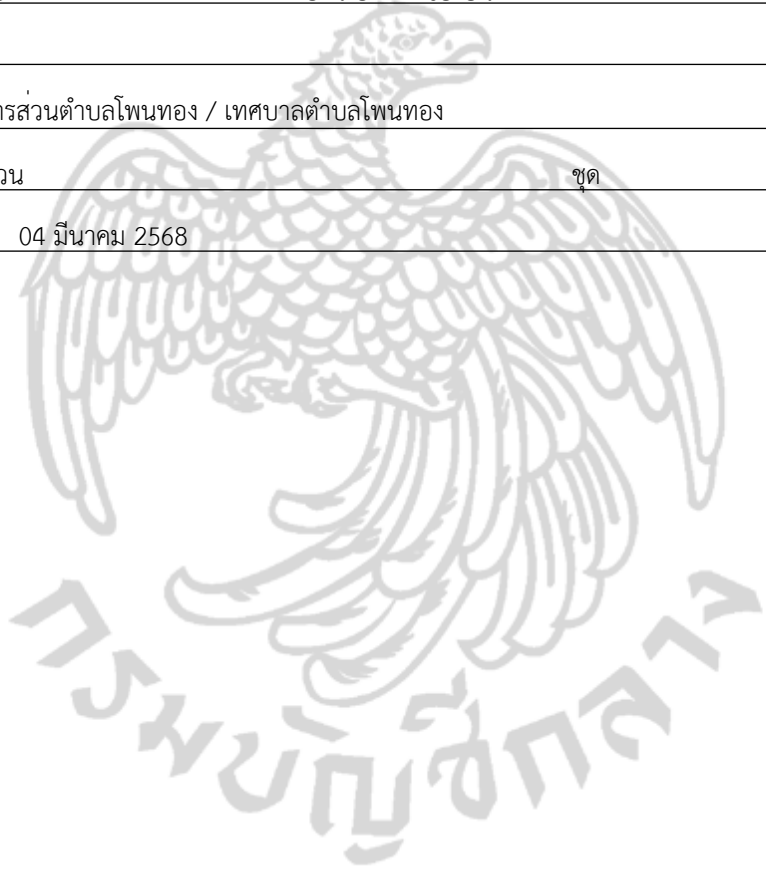 รส่วนตำบลโพนทอง / เทศบาลตำบลโพนทอง
วน ชุด
04 มีนาคม 2568
กรมบัญชีกลาง